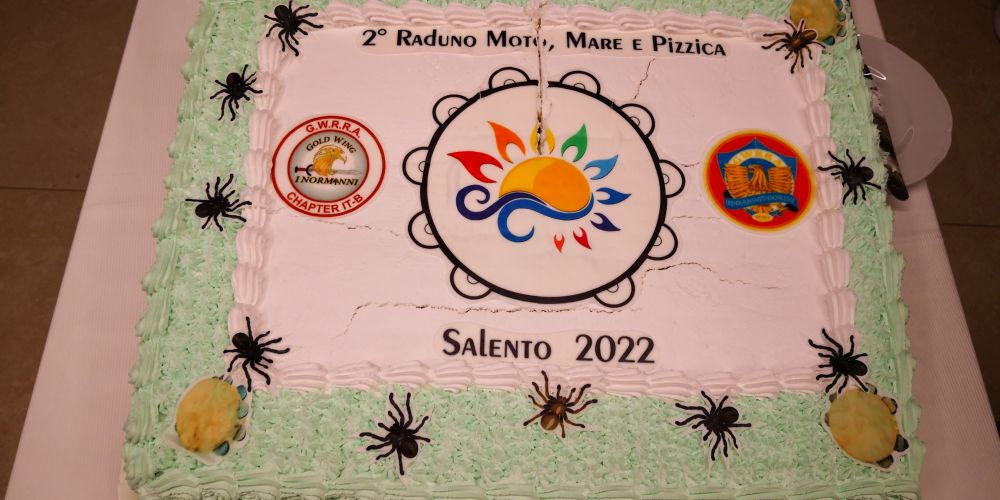 2° Raduno Moto, Mare e Pizzica
G.W.R.R.A.
GOLD WING
I NORMANNI
CHAPTER IT-B
G.W.R.R.A.
Salento 2022